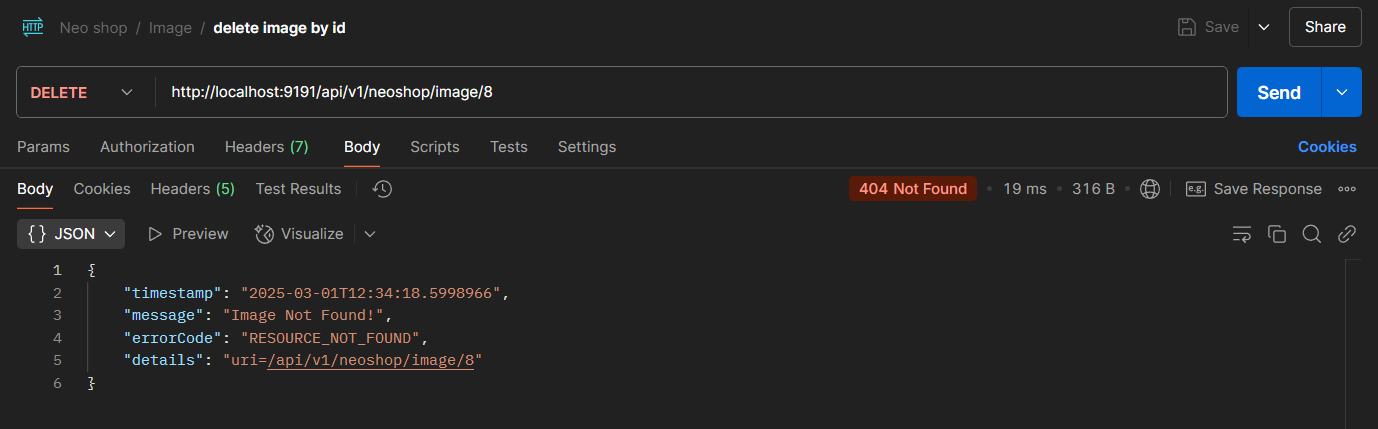 HTTP Neo shop / Image / delete image by id Save Share
DELETE http://localhost:9191/api/v1/neoshop/image/8 Send
Params Authorization Headers (7) Body Scripts Tests Settings Cookies
Body Cookies Headers (5) Test Results 404 Not Found • 19 ms • 316 B • e.g. Save Response
{} JSON Preview Visualize
1 {
2 "timestamp": "2025-03-01T12:34:18.5998966",
3 "message": "Image Not Found!",
4 "errorCode": "RESOURCE_NOT_FOUND",
5 "details": "uri=/api/v1/neoshop/image/8"
6 }